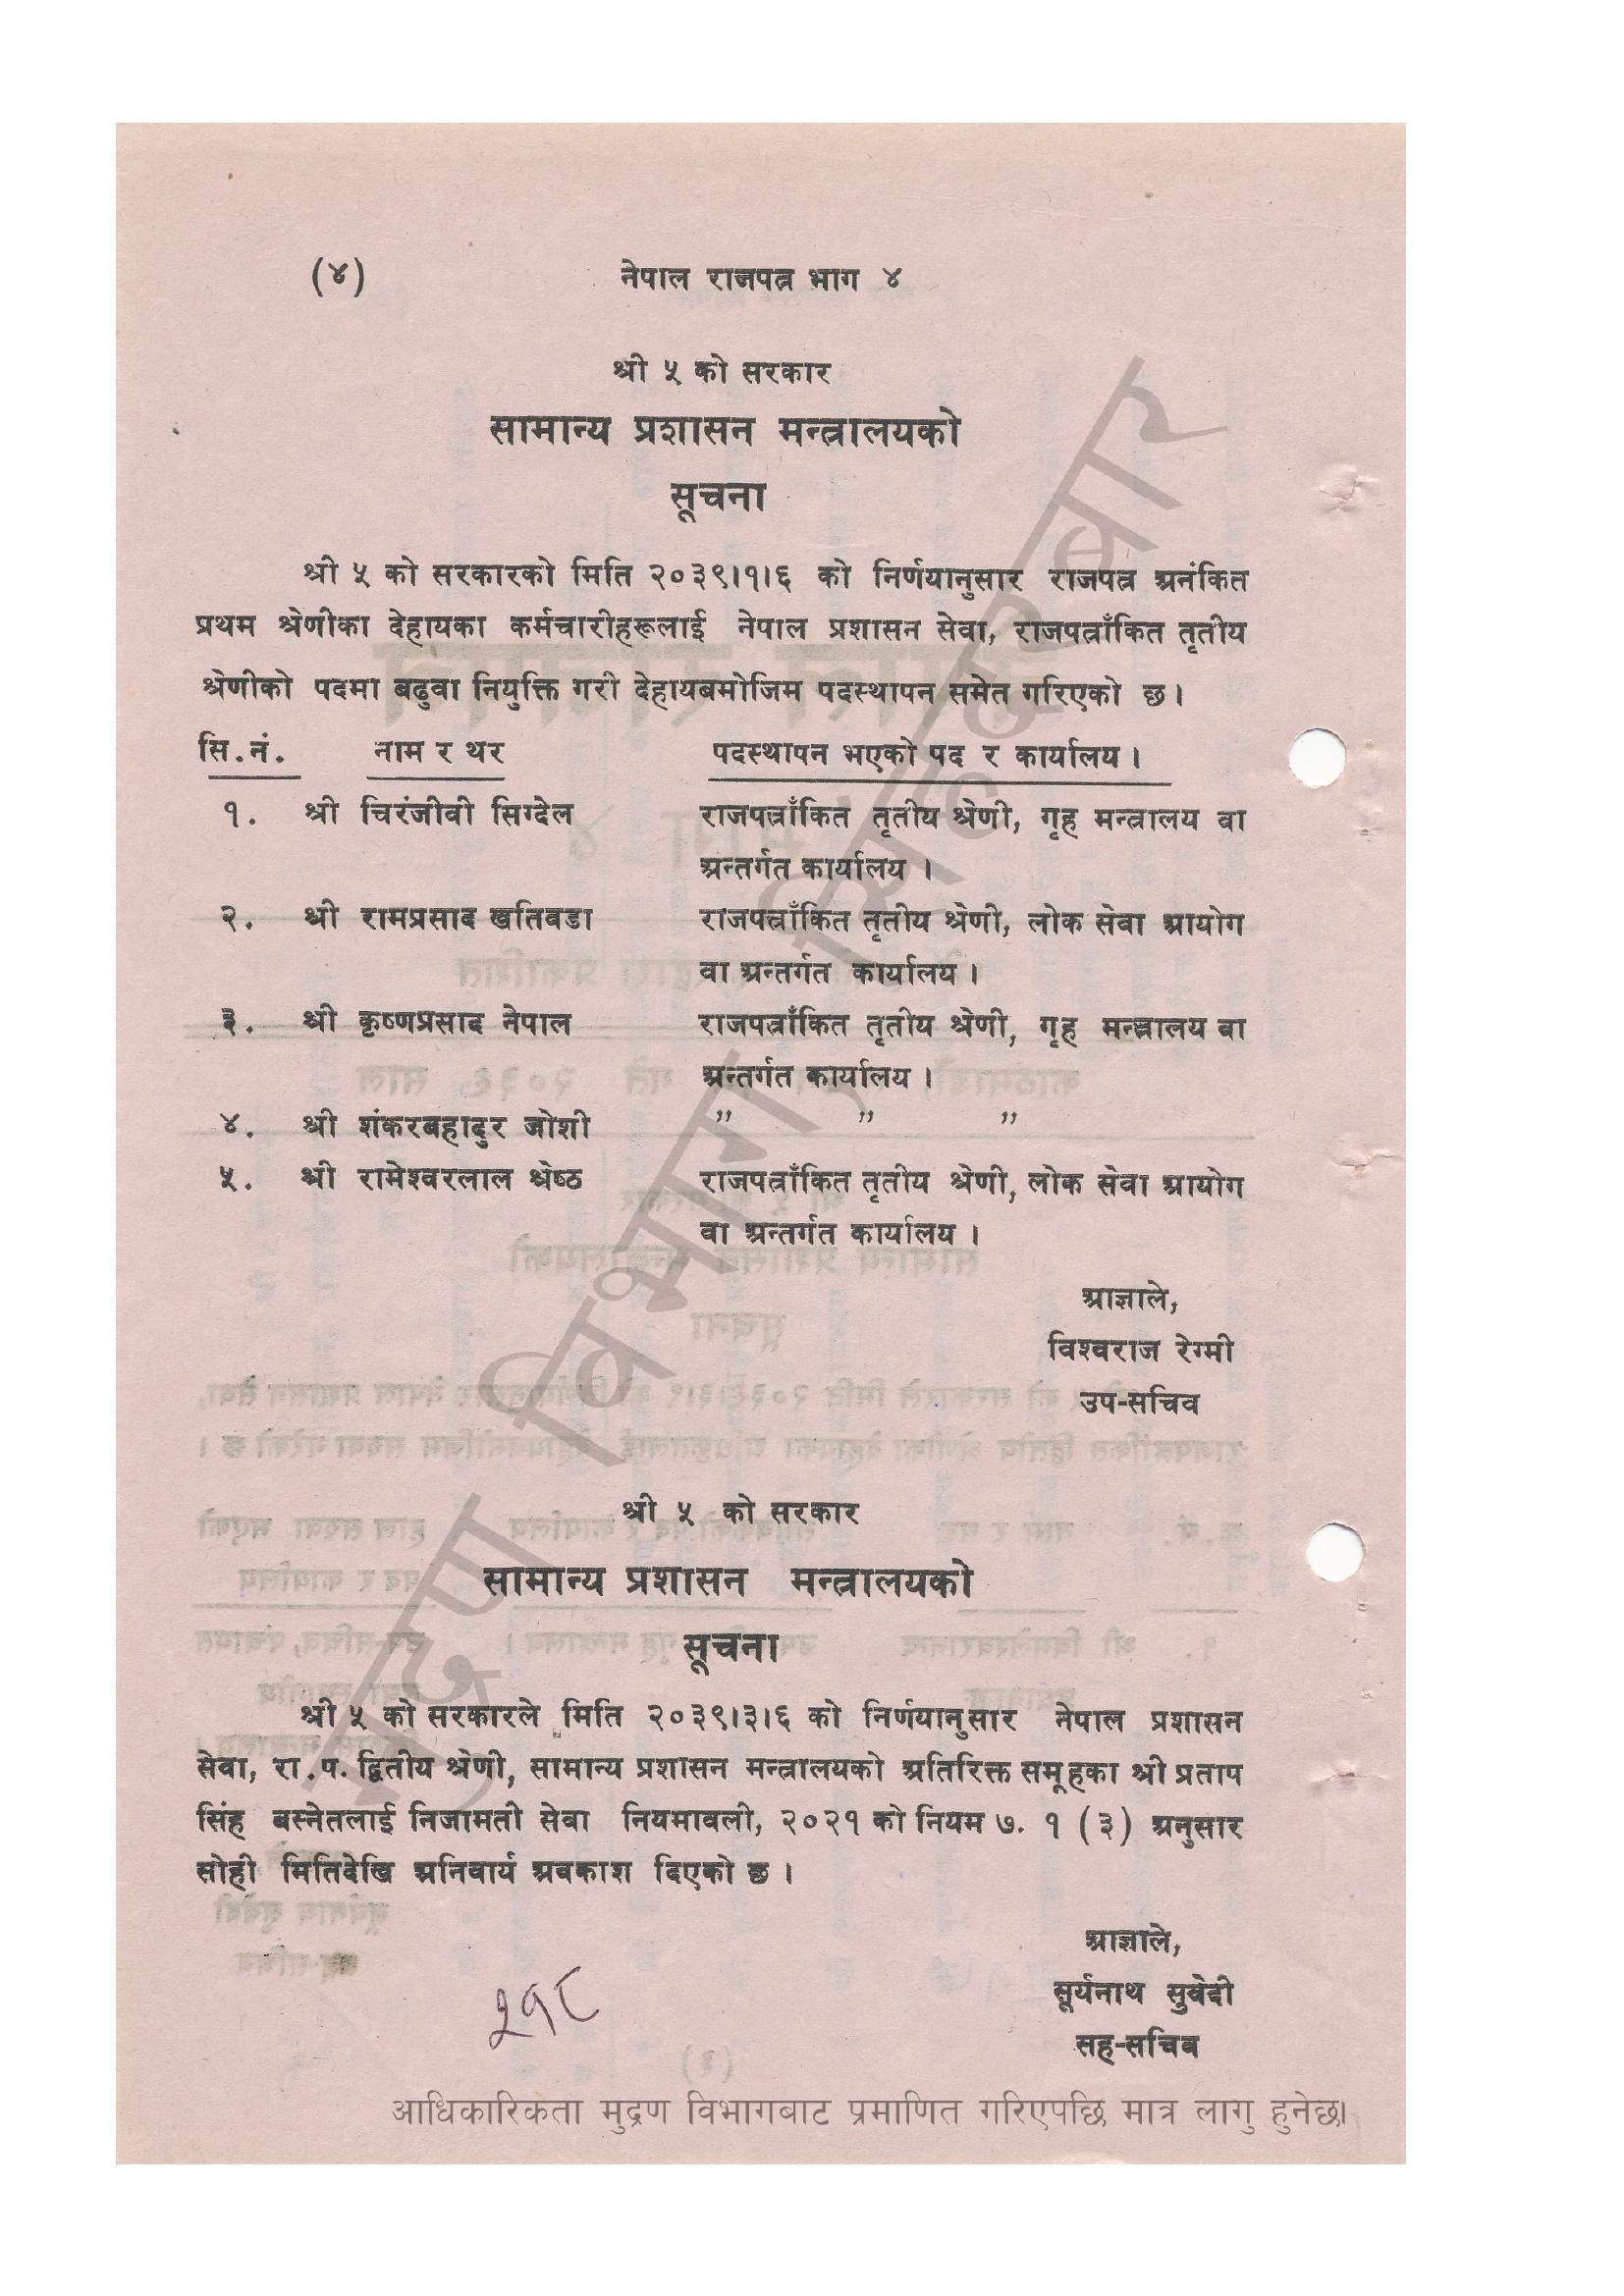 (४) नेपाल राजपत्र भाग ४
श्री ५ को सरकार
सामान्य प्रशासन मन्त्रालयको
सूचना
श्री ५ को सरकारको मिति २०३९।१।६ को निर्णयानुसार राजपत्र अनंकित
प्रथम श्रेणीका देहायका कर्मचारीहरूलाई नेपाल प्रशासन सेवा, राजपत्राँकित तृतीय
श्रेणीको पदमा बढुवा नियुक्ति गरी देहायबमोजिम पदस्थापन समेत गरिएको छ।
सि.नं. नाम र थर पदस्थापन भएको पद र कार्यालय।
१. श्री चिरंजीवी सिग्देल राजपत्राँकित तृतीय श्रेणी, गृह मन्त्रालय वा
अन्तर्गत कार्यालय।
२. श्री रामप्रसाद खतिवडा राजपत्राँकित तृतीय श्रेणी, लोक सेवा आयोग
वा अन्तर्गत कार्यालय।
३. श्री कृष्णप्रसाद नेपाल राजपत्राँकित तृतीय श्रेणी, गृह मन्त्रालय वा
अन्तर्गत कार्यालय।
४. श्री शंकरबहादुर जोशी ,, ,, ,,
५. श्री रामेश्वरलाल श्रेष्ठ राजपत्राँकित तृतीय श्रेणी, लोक सेवा आयोग
वा अन्तर्गत कार्यालय।
आज्ञाले,
विश्वराज रेग्मी
उप-सचिव
श्री ५ को सरकार
सामान्य प्रशासन मन्त्रालयको
सूचना
श्री ५ को सरकारले मिति २०३९।३।६ को निर्णयानुसार नेपाल प्रशासन
सेवा, रा.प. द्वितीय श्रेणी, सामान्य प्रशासन मन्त्रालयको अतिरिक्त समूहका श्री प्रताप
सिंह बस्नेतलाई निजामती सेवा नियमावली, २०२१ को नियम ७.१ (३) अनुसार
सोही मितिदेखि अनिवार्य अवकाश दिएको छ।
आज्ञाले,
सूर्यनाथ सुवेदी
सह-सचिव
२१८
मुद्रण विभाग, सिंहदरबार
आधिकारिकता मुद्रण विभागबाट प्रमाणित गरिएपछि मात्र लागु हुनेछ।